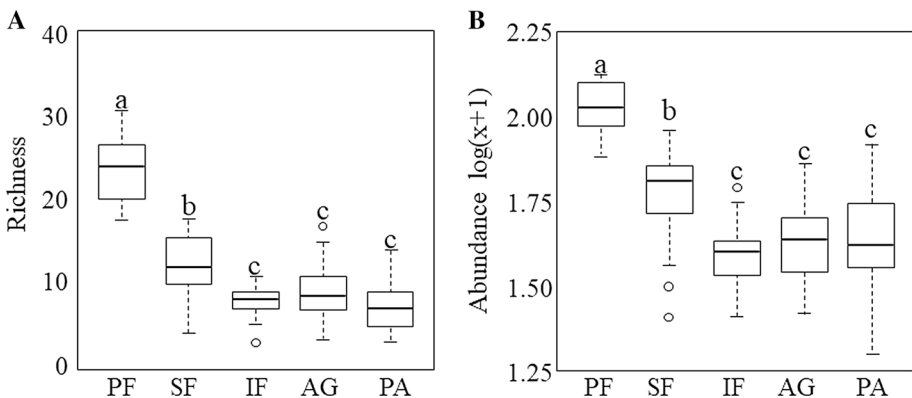 A
40
30
20
10
0
Richness
a
b
c
c
c
PF SF IF AG PA
B
2.25
2.00
1.75
1.50
1.25
Abundance log(x+1)
a
b
c
c
c
PF SF IF AG PA